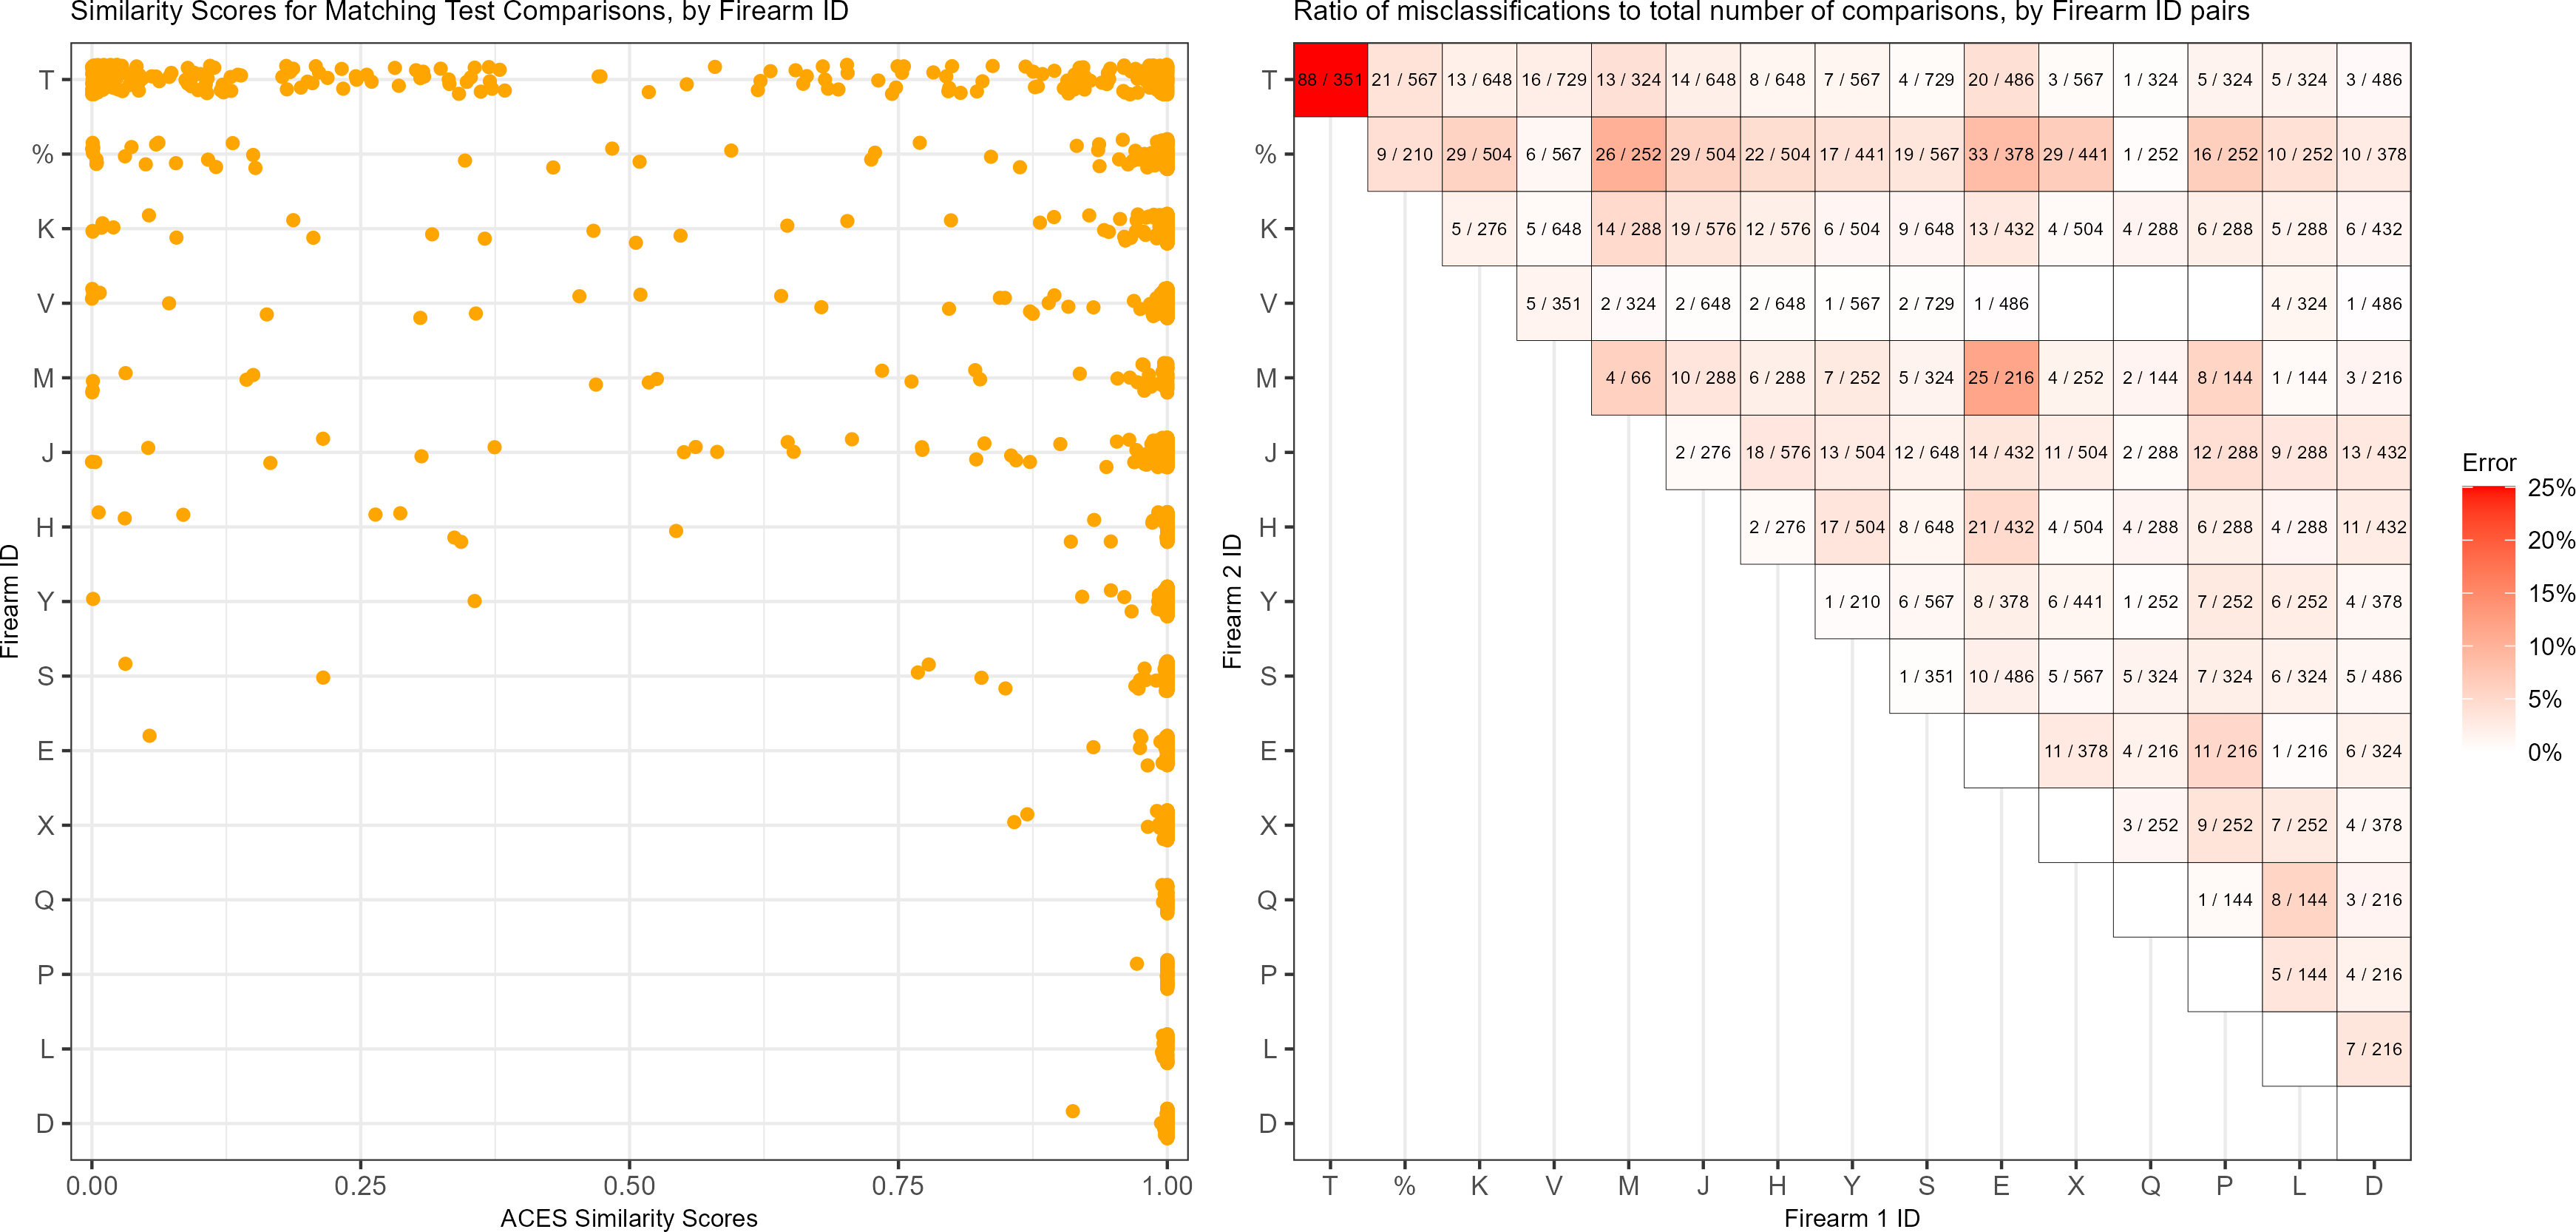 Similarity Scores for Matching Test Comparisons, by Firearm ID
Firearm ID
T
%
K
V
M
J
H
Y
S
E
X
Q
P
L
D
0.00 0.25 0.50 0.75 1.00
ACES Similarity Scores
Ratio of misclassifications to total number of comparisons, by Firearm ID pairs
Firearm 2 ID
T 88 / 351 21 / 567 13 / 648 16 / 729 13 / 324 14 / 648 8 / 648 7 / 567 4 / 729 20 / 486 3 / 567 1 / 324 5 / 324 5 / 324 3 / 486
% 9 / 210 29 / 504 6 / 567 26 / 252 29 / 504 22 / 504 17 / 441 19 / 567 33 / 378 29 / 441 1 / 252 16 / 252 10 / 252 10 / 378
K 5 / 276 5 / 648 14 / 288 19 / 576 12 / 576 6 / 504 9 / 648 13 / 432 4 / 504 4 / 288 6 / 288 5 / 288 6 / 432
V 5 / 351 2 / 324 2 / 648 2 / 648 1 / 567 2 / 729 1 / 486 4 / 324 1 / 486
M 4 / 66 10 / 288 6 / 288 7 / 252 5 / 324 25 / 216 4 / 252 2 / 144 8 / 144 1 / 144 3 / 216
J 2 / 276 18 / 576 13 / 504 12 / 648 14 / 432 11 / 504 2 / 288 12 / 288 9 / 288 13 / 432
H 2 / 276 17 / 504 8 / 648 21 / 432 4 / 504 4 / 288 6 / 288 4 / 288 11 / 432
Y 1 / 210 6 / 567 8 / 378 6 / 441 1 / 252 7 / 252 6 / 252 4 / 378
S 1 / 351 10 / 486 5 / 567 5 / 324 7 / 324 6 / 324 5 / 486
E 11 / 378 4 / 216 11 / 216 1 / 216 6 / 324
X 3 / 252 9 / 252 7 / 252 4 / 378
Q 1 / 144 8 / 144 3 / 216
P 5 / 144 4 / 216
L 7 / 216
D
T % K V M J H Y S E X Q P L D
Firearm 1 ID
Error
25%
20%
15%
10%
5%
0%